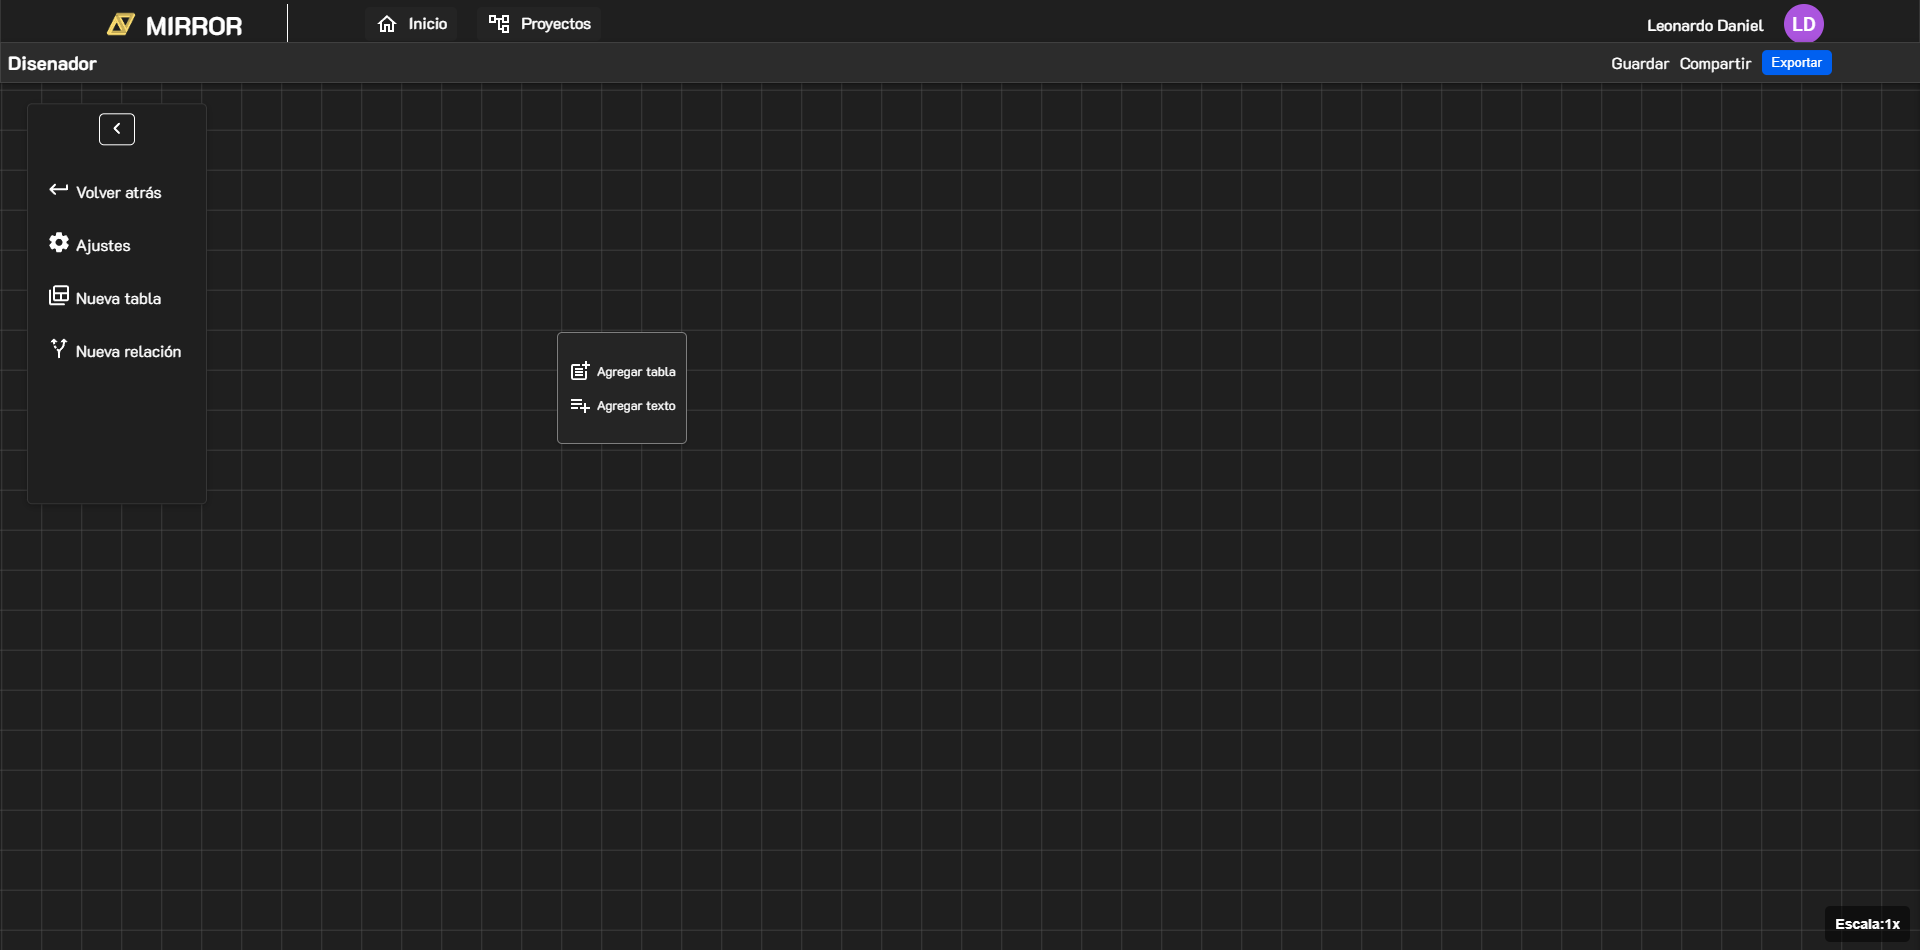 MIRROR
Inicio
Proyectos
Leonardo Daniel
LD
Disenador
Guardar
Compartir
Exportar
Volver atrás
Ajustes
Nueva tabla
Nueva relación
Agregar tabla
Agregar texto
Escala:1x